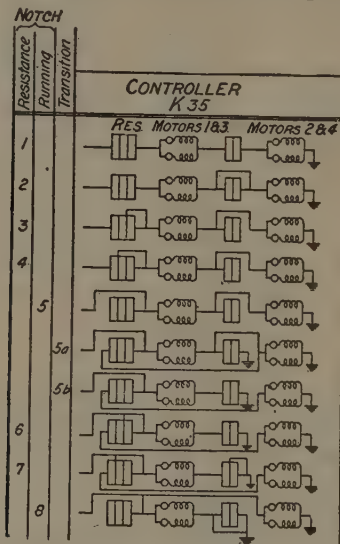 NOTCH
Resistance
Running
Transition
CONTROLLER
K 35
RES. MOTORS 1&3. MOTORS 2&4
1
2
3
4
5
5a
5b
6
7
8